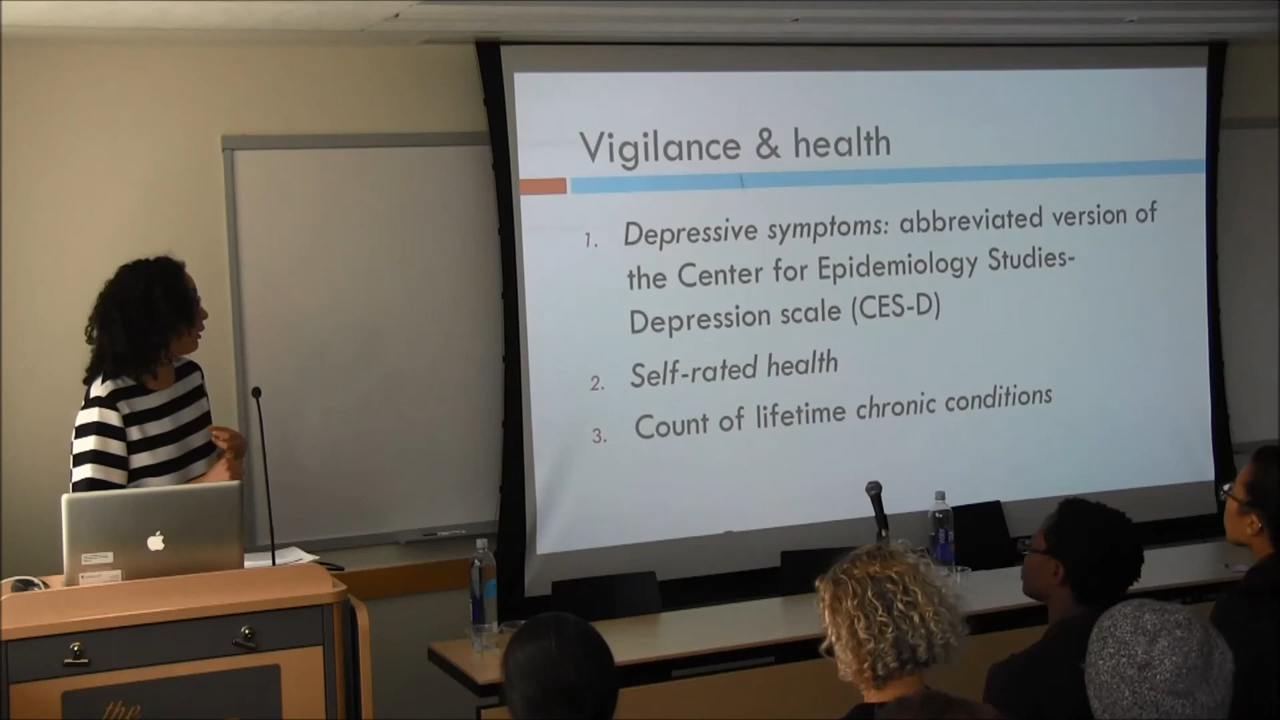 Vigilance & health
1. Depressive symptoms: abbreviated version of
the Center for Epidemiology Studies-
Depression scale (CES-D)
2. Self-rated health
3. Count of lifetime chronic conditions
the